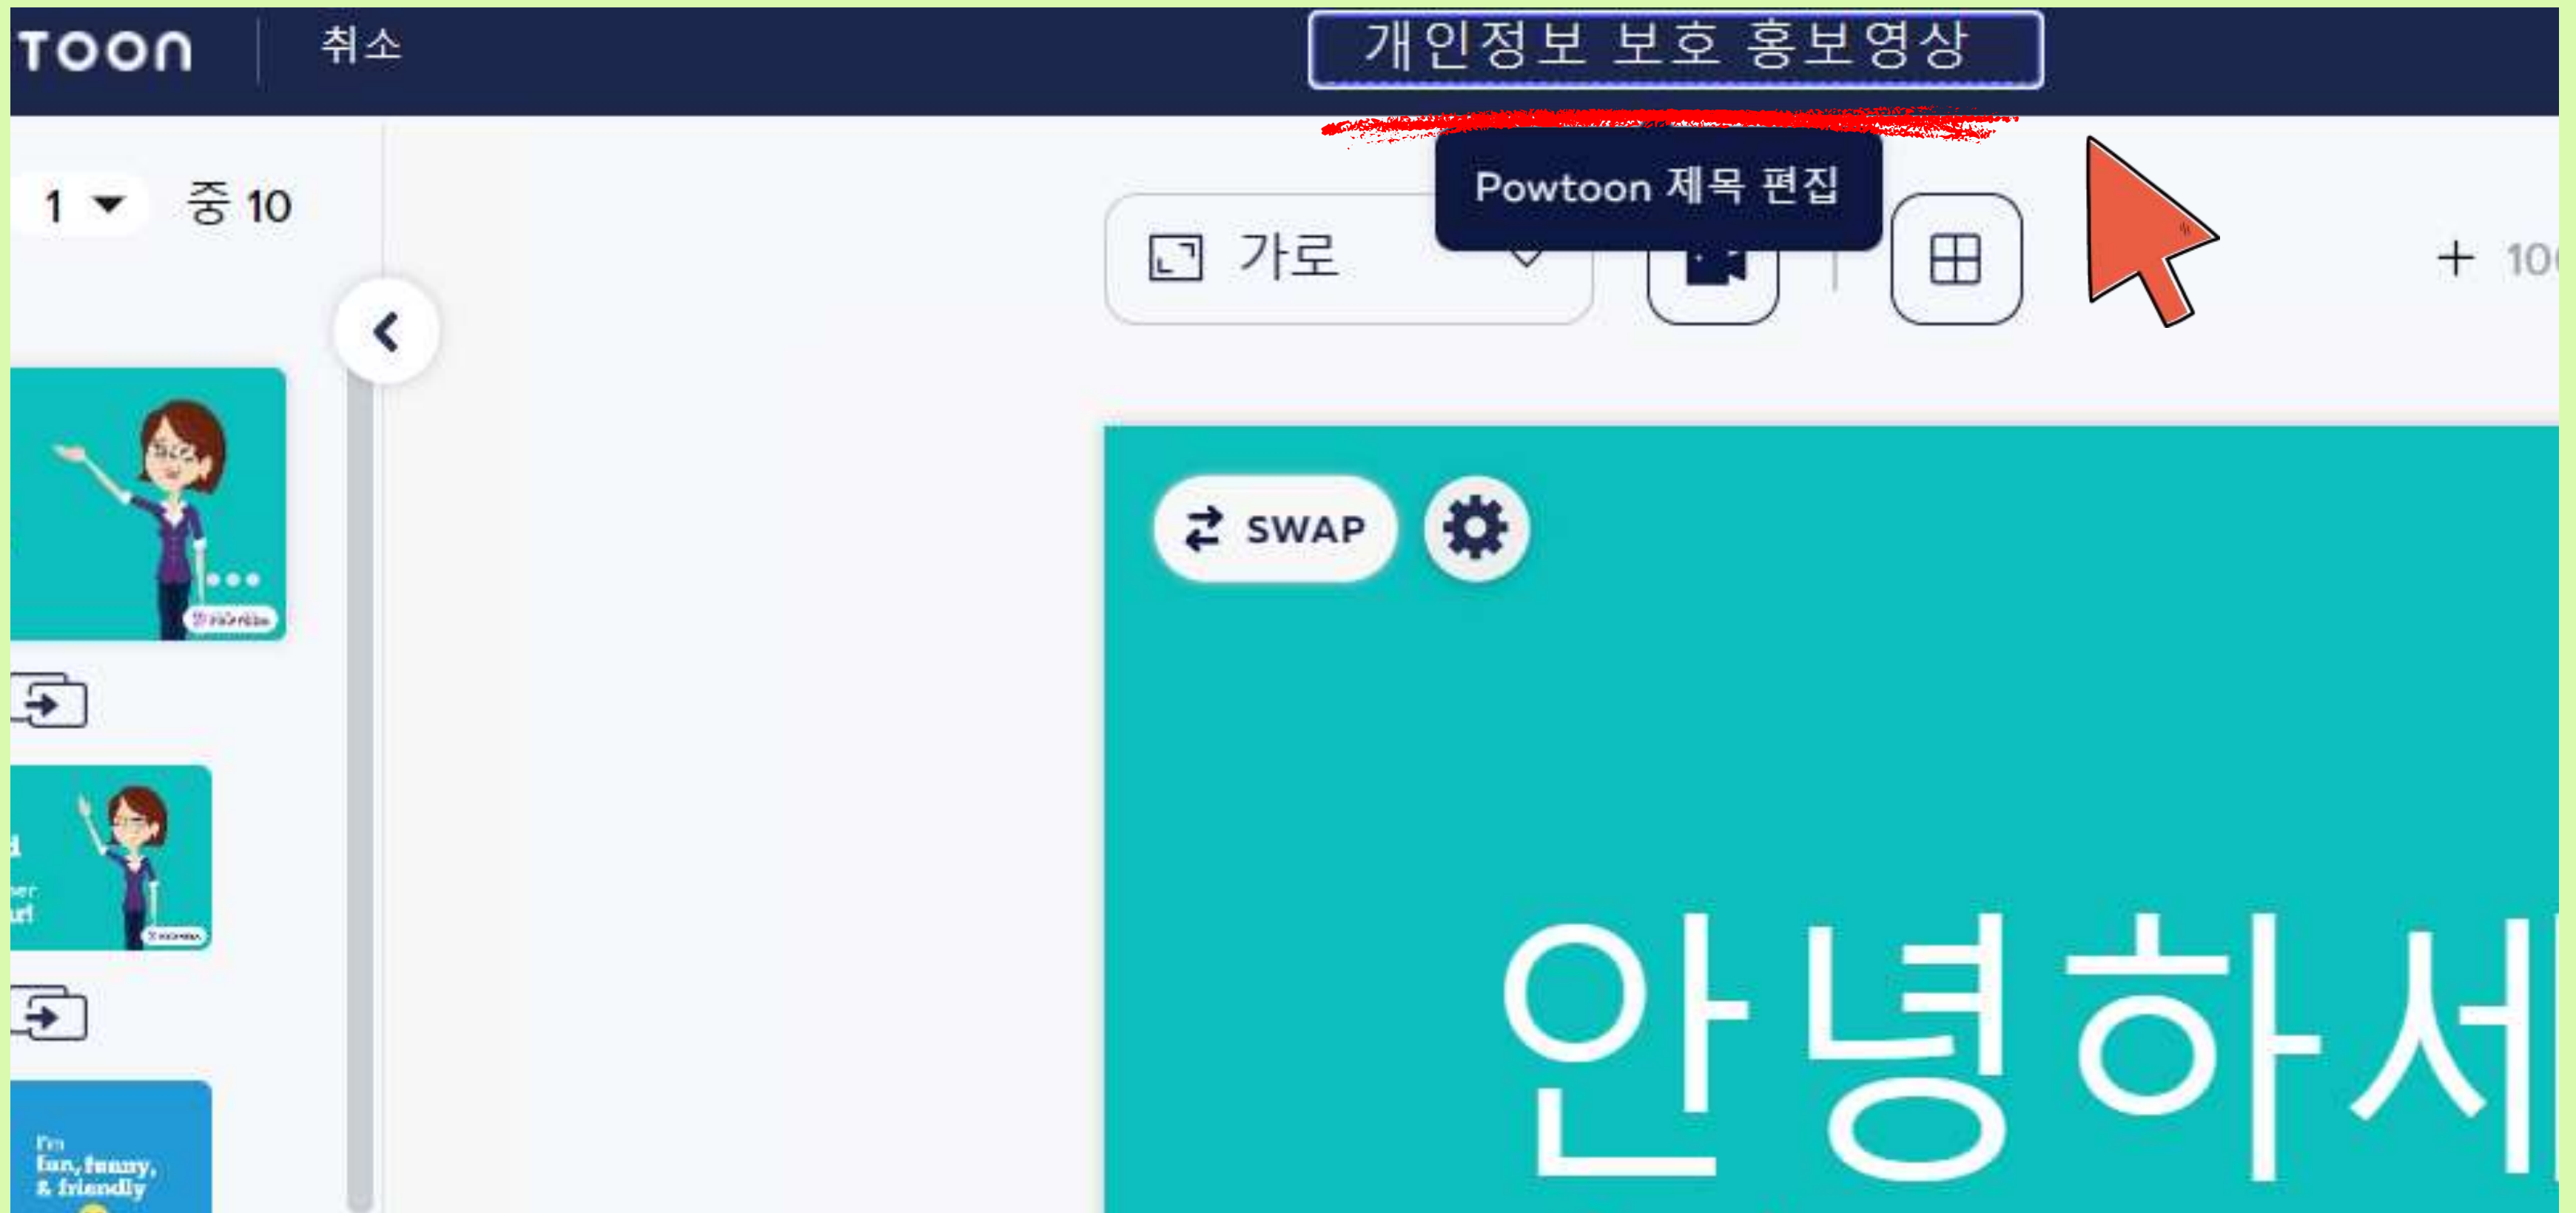 TOON 취소 개인정보 보호 홍보영상
Powtoon 제목 편집
1 중 10
가로
+ 10
SWAP
안녕하세
I'm
fun, funny,
& friendly